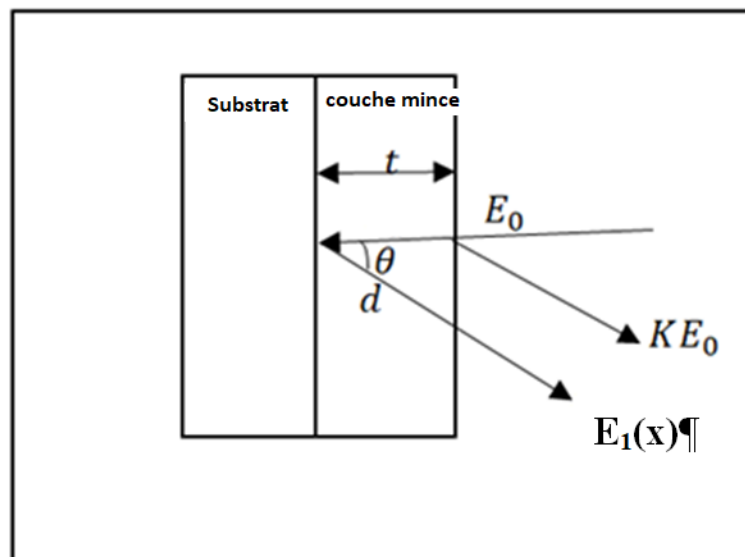 Substrat
couche mince
t
E₀
θ
d
KE₀
E₁(x)¶